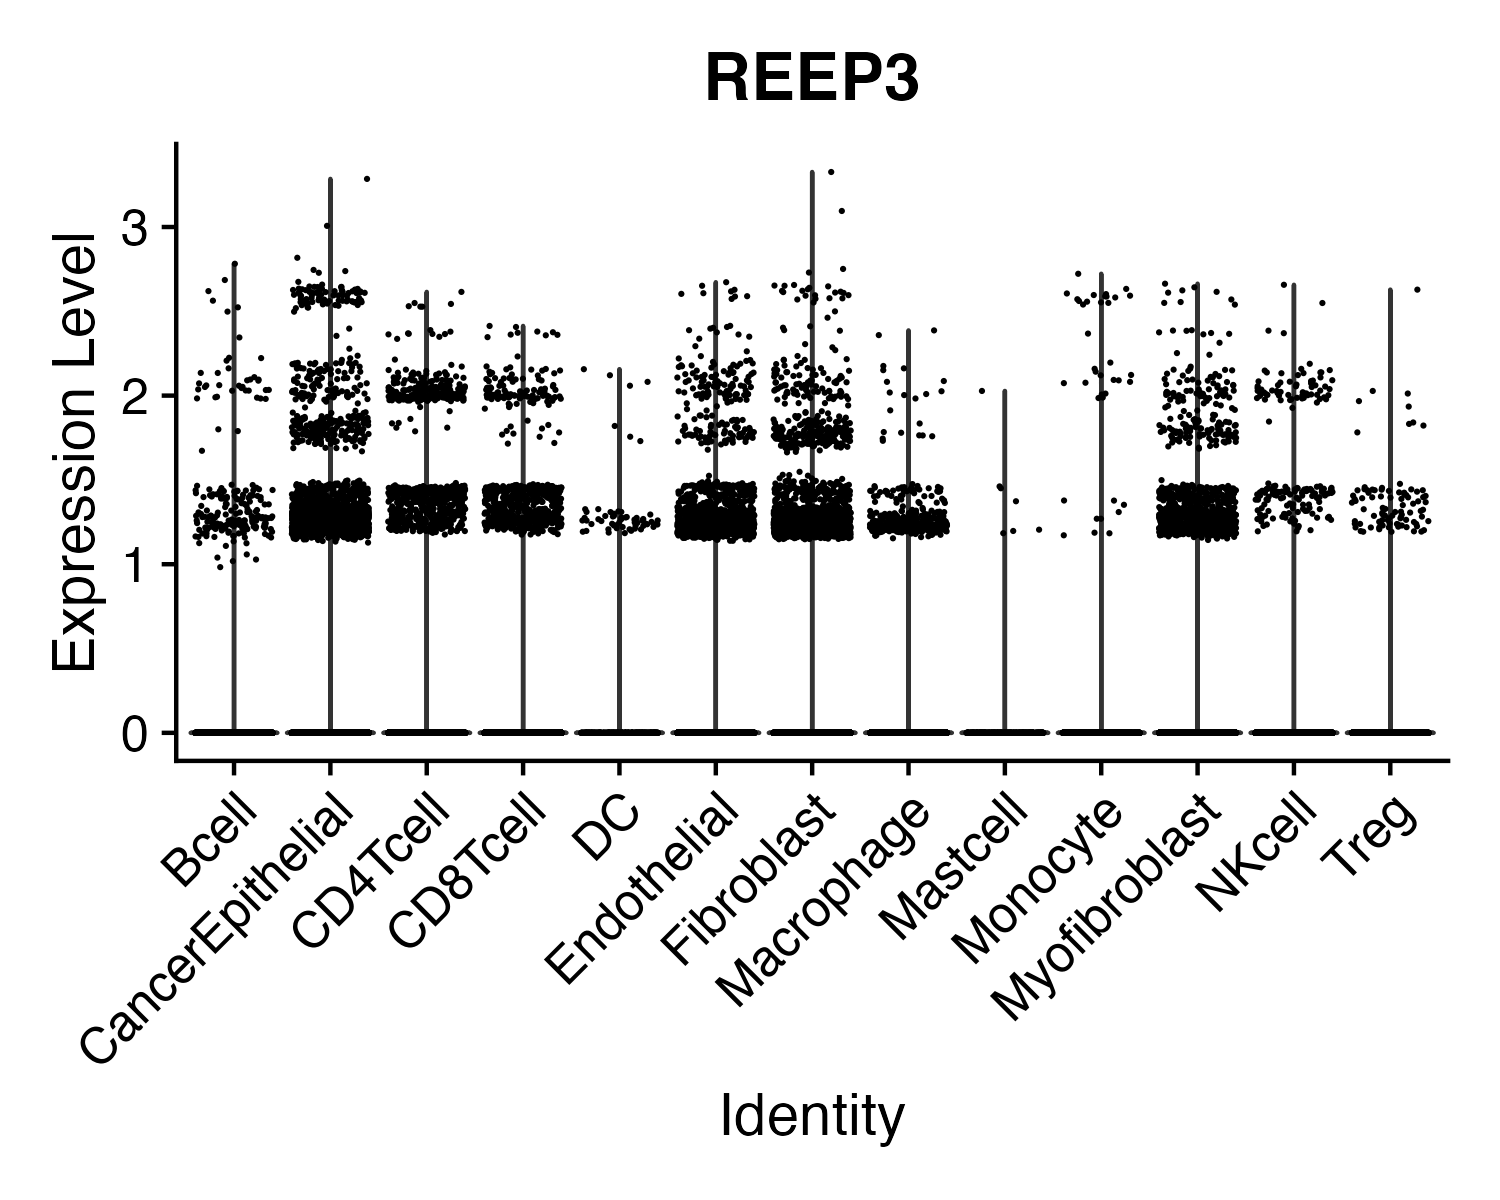 REEP3
Expression Level
3
2
1
0
Bcell
CancerEpithelial
CD4Tcell
CD8Tcell
DC
Endothelial
Fibroblast
Macrophage
Mastcell
Monocyte
Myofibroblast
NKcell
Treg
Identity